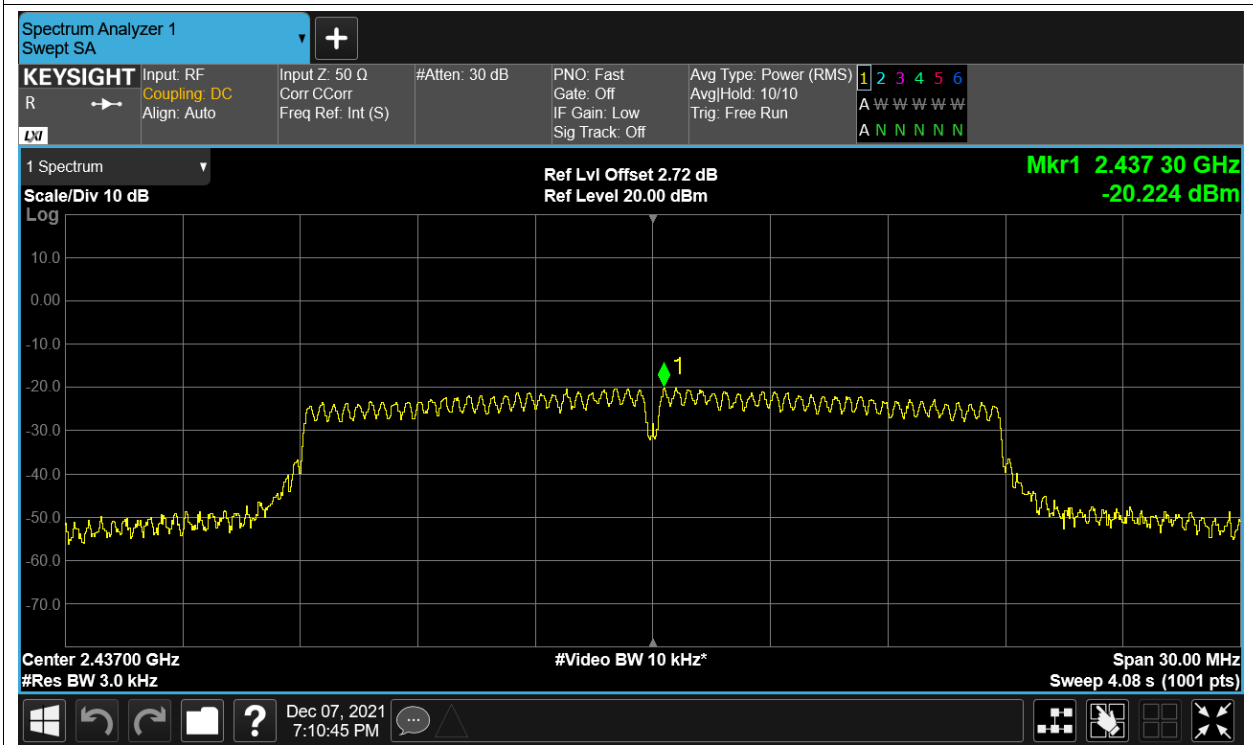 Spectrum Analyzer 1
Swept SA
KEYSIGHT
R
LXI
Input: RF
Coupling: DC
Align: Auto
Input Z: 50 Ω
Corr CCorr
Freq Ref: Int (S)
#Atten: 30 dB
PNO: Fast
Gate: Off
IF Gain: Low
Sig Track: Off
Avg Type: Power (RMS)
Avg|Hold: 10/10
Trig: Free Run
1 2 3 4 5 6
A W W W W W
A N N N N N
1 Spectrum
Scale/Div 10 dB
Log
Ref Lvl Offset 2.72 dB
Ref Level 20.00 dBm
Mkr1 2.437 30 GHz
-20.224 dBm
10.0
0.00
-10.0
1
-20.0
-30.0
-40.0
-50.0
-60.0
-70.0
Center 2.43700 GHz
#Res BW 3.0 kHz
#Video BW 10 kHz*
Span 30.00 MHz
Sweep 4.08 s (1001 pts)
?
Dec 07, 2021
7:10:45 PM